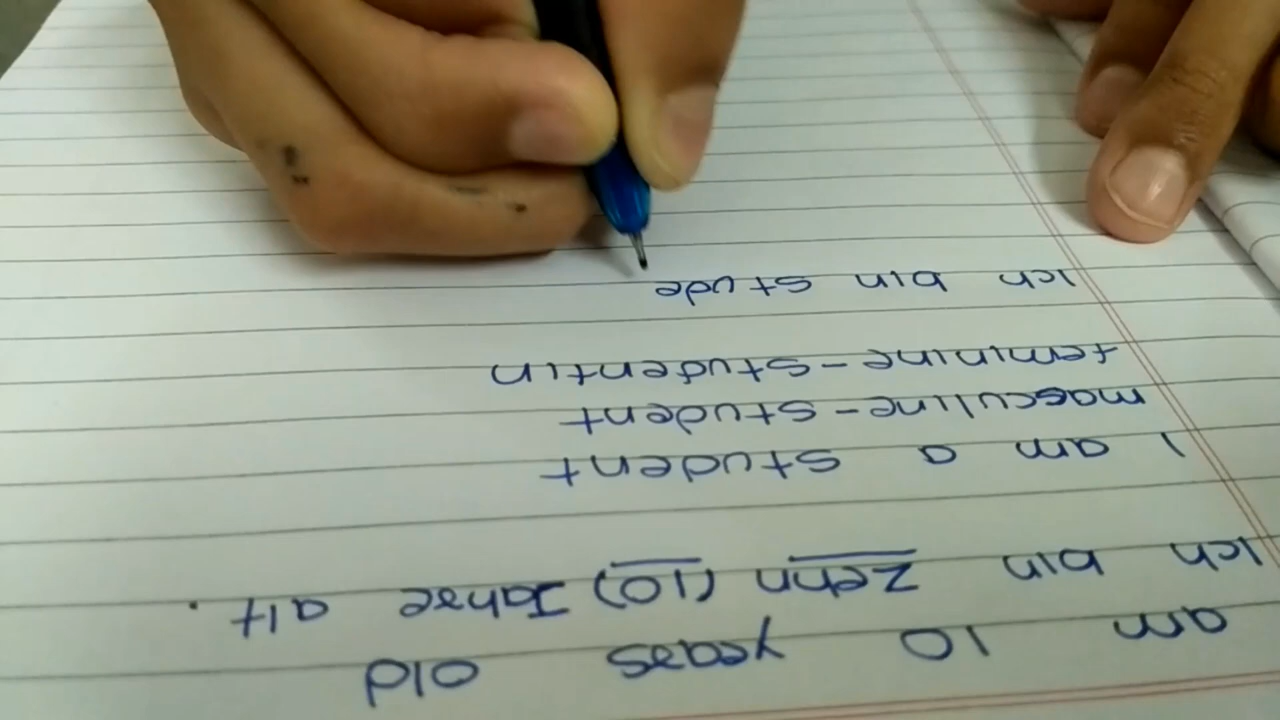 am 10 years old
Ich bin Zehn (10) Jahre alt.
I am a student
masculine - student
feminine - studentin
Ich bin stude